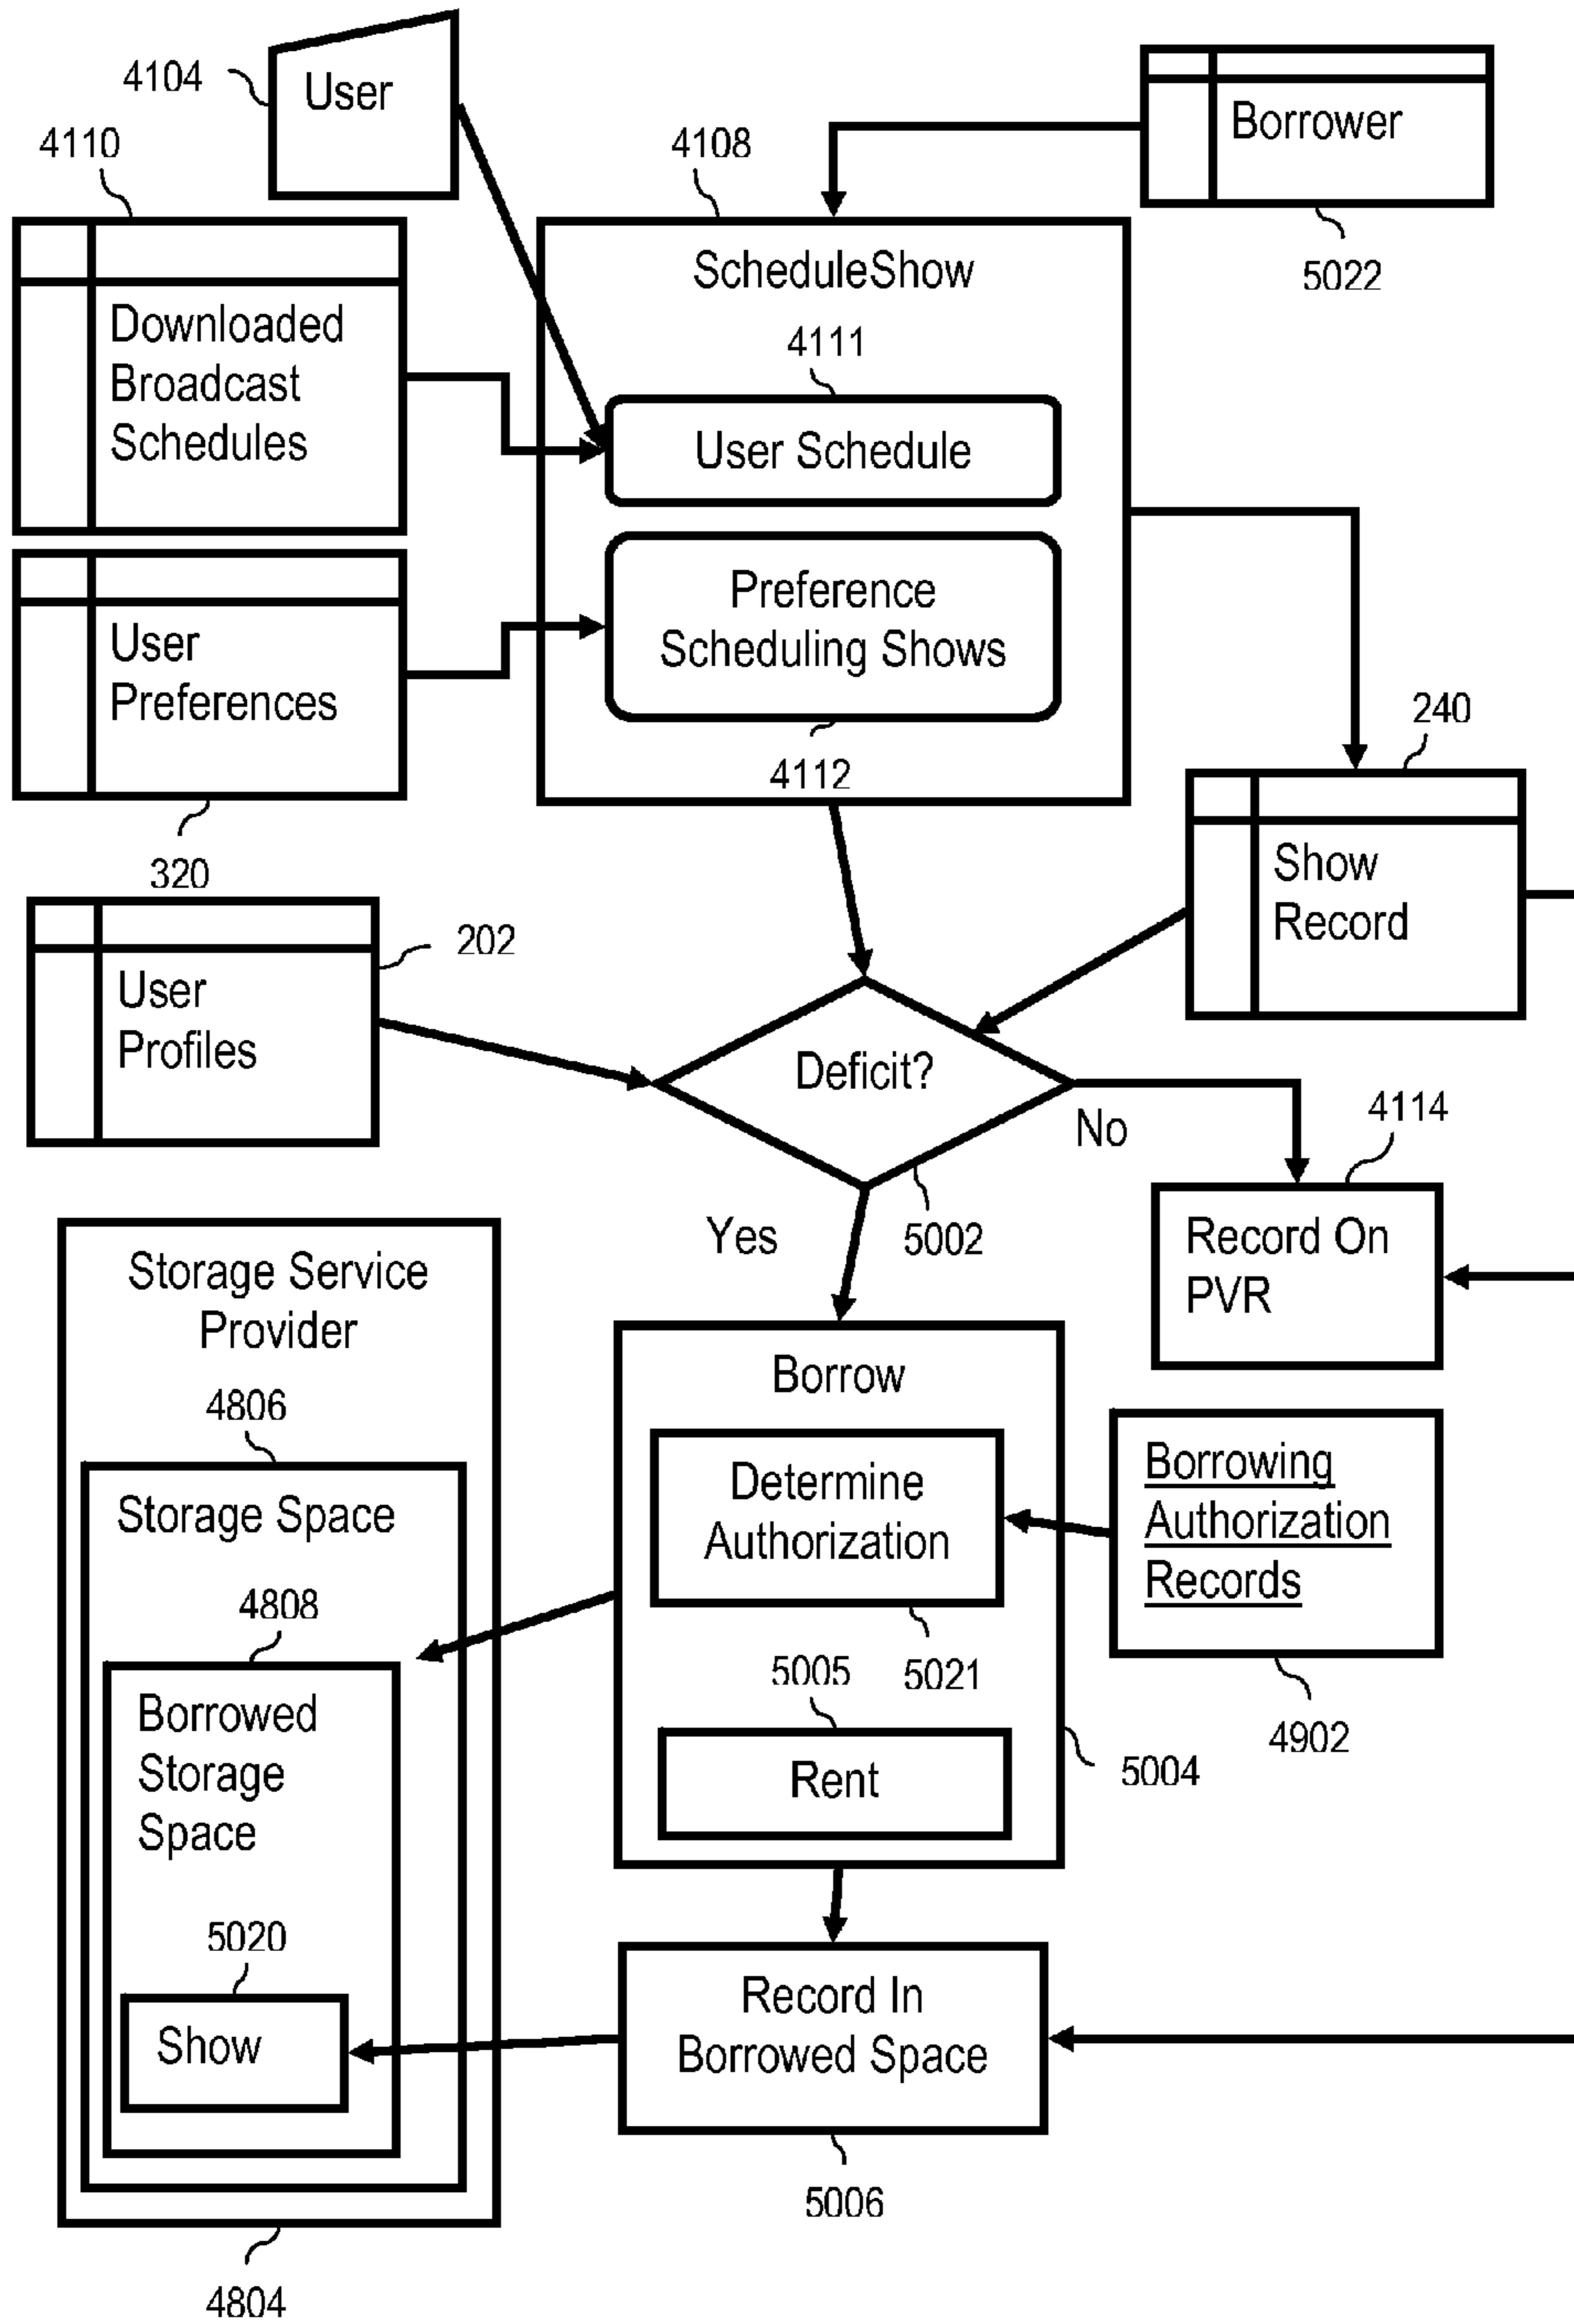 4104
User
Borrower
5022
4110
Downloaded
Broadcast
Schedules
4108
ScheduleShow
4111
User Schedule
Preference
Scheduling Shows
4112
User
Preferences
320
240
Show
Record
202
User
Profiles
Deficit?
No
Yes
5002
4114
Record On
PVR
Storage Service
Provider
4806
Storage Space
4808
Borrowed
Storage
Space
5020
Show
4804
Borrow
Determine
Authorization
5021
5005
Rent
5004
Borrowing
Authorization
Records
4902
Record In
Borrowed Space
5006